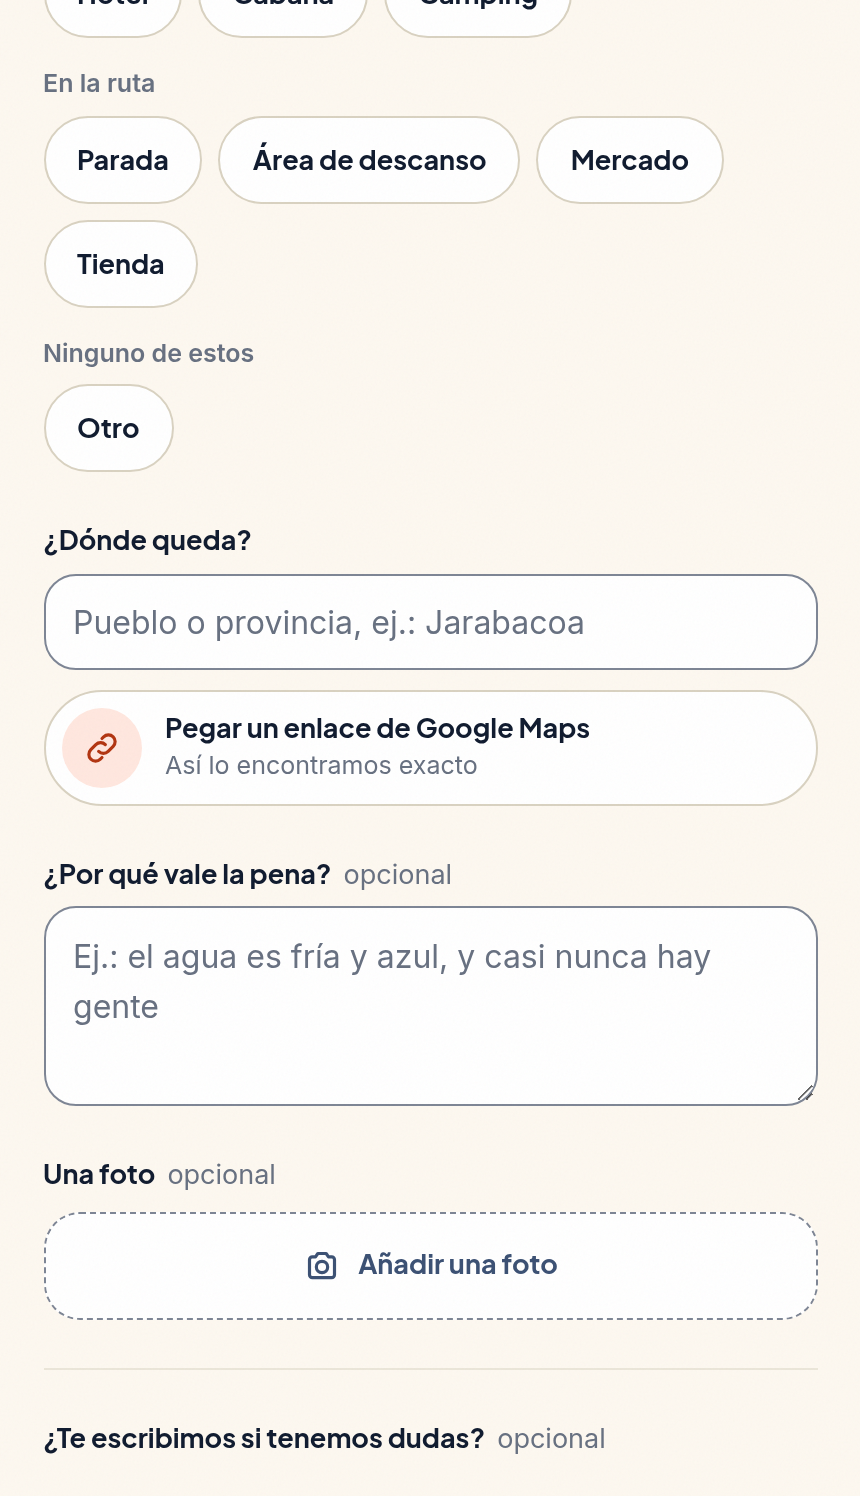 Hotel Cabaña Camping
En la ruta
Parada Área de descanso Mercado
Tienda
Ninguno de estos
Otro
¿Dónde queda?
Pueblo o provincia, ej.: Jarabacoa
Pegar un enlace de Google Maps
Así lo encontramos exacto
¿Por qué vale la pena? opcional
Ej.: el agua es fría y azul, y casi nunca hay
gente
Una foto opcional
Añadir una foto
¿Te escribimos si tenemos dudas? opcional